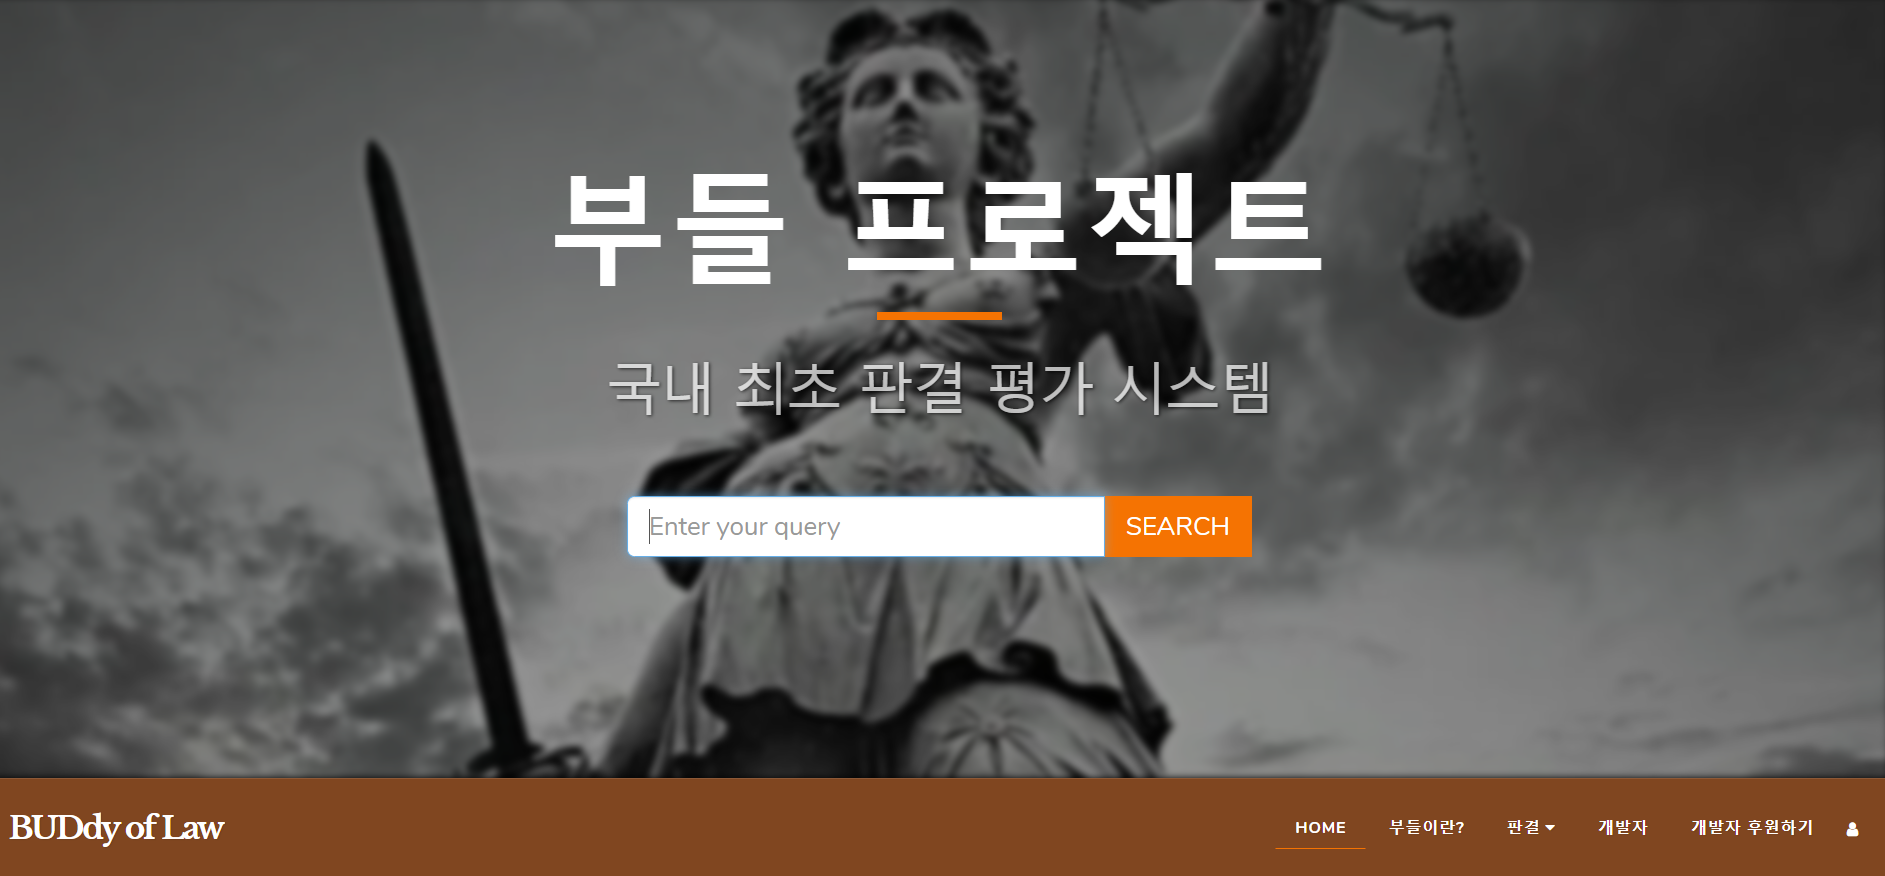 부들 프로젝트
국내 최초 판결 평가 시스템
Enter your query
SEARCH
BUDdy of Law
HOME
부들이란?
판결
개발자
개발자 후원하기